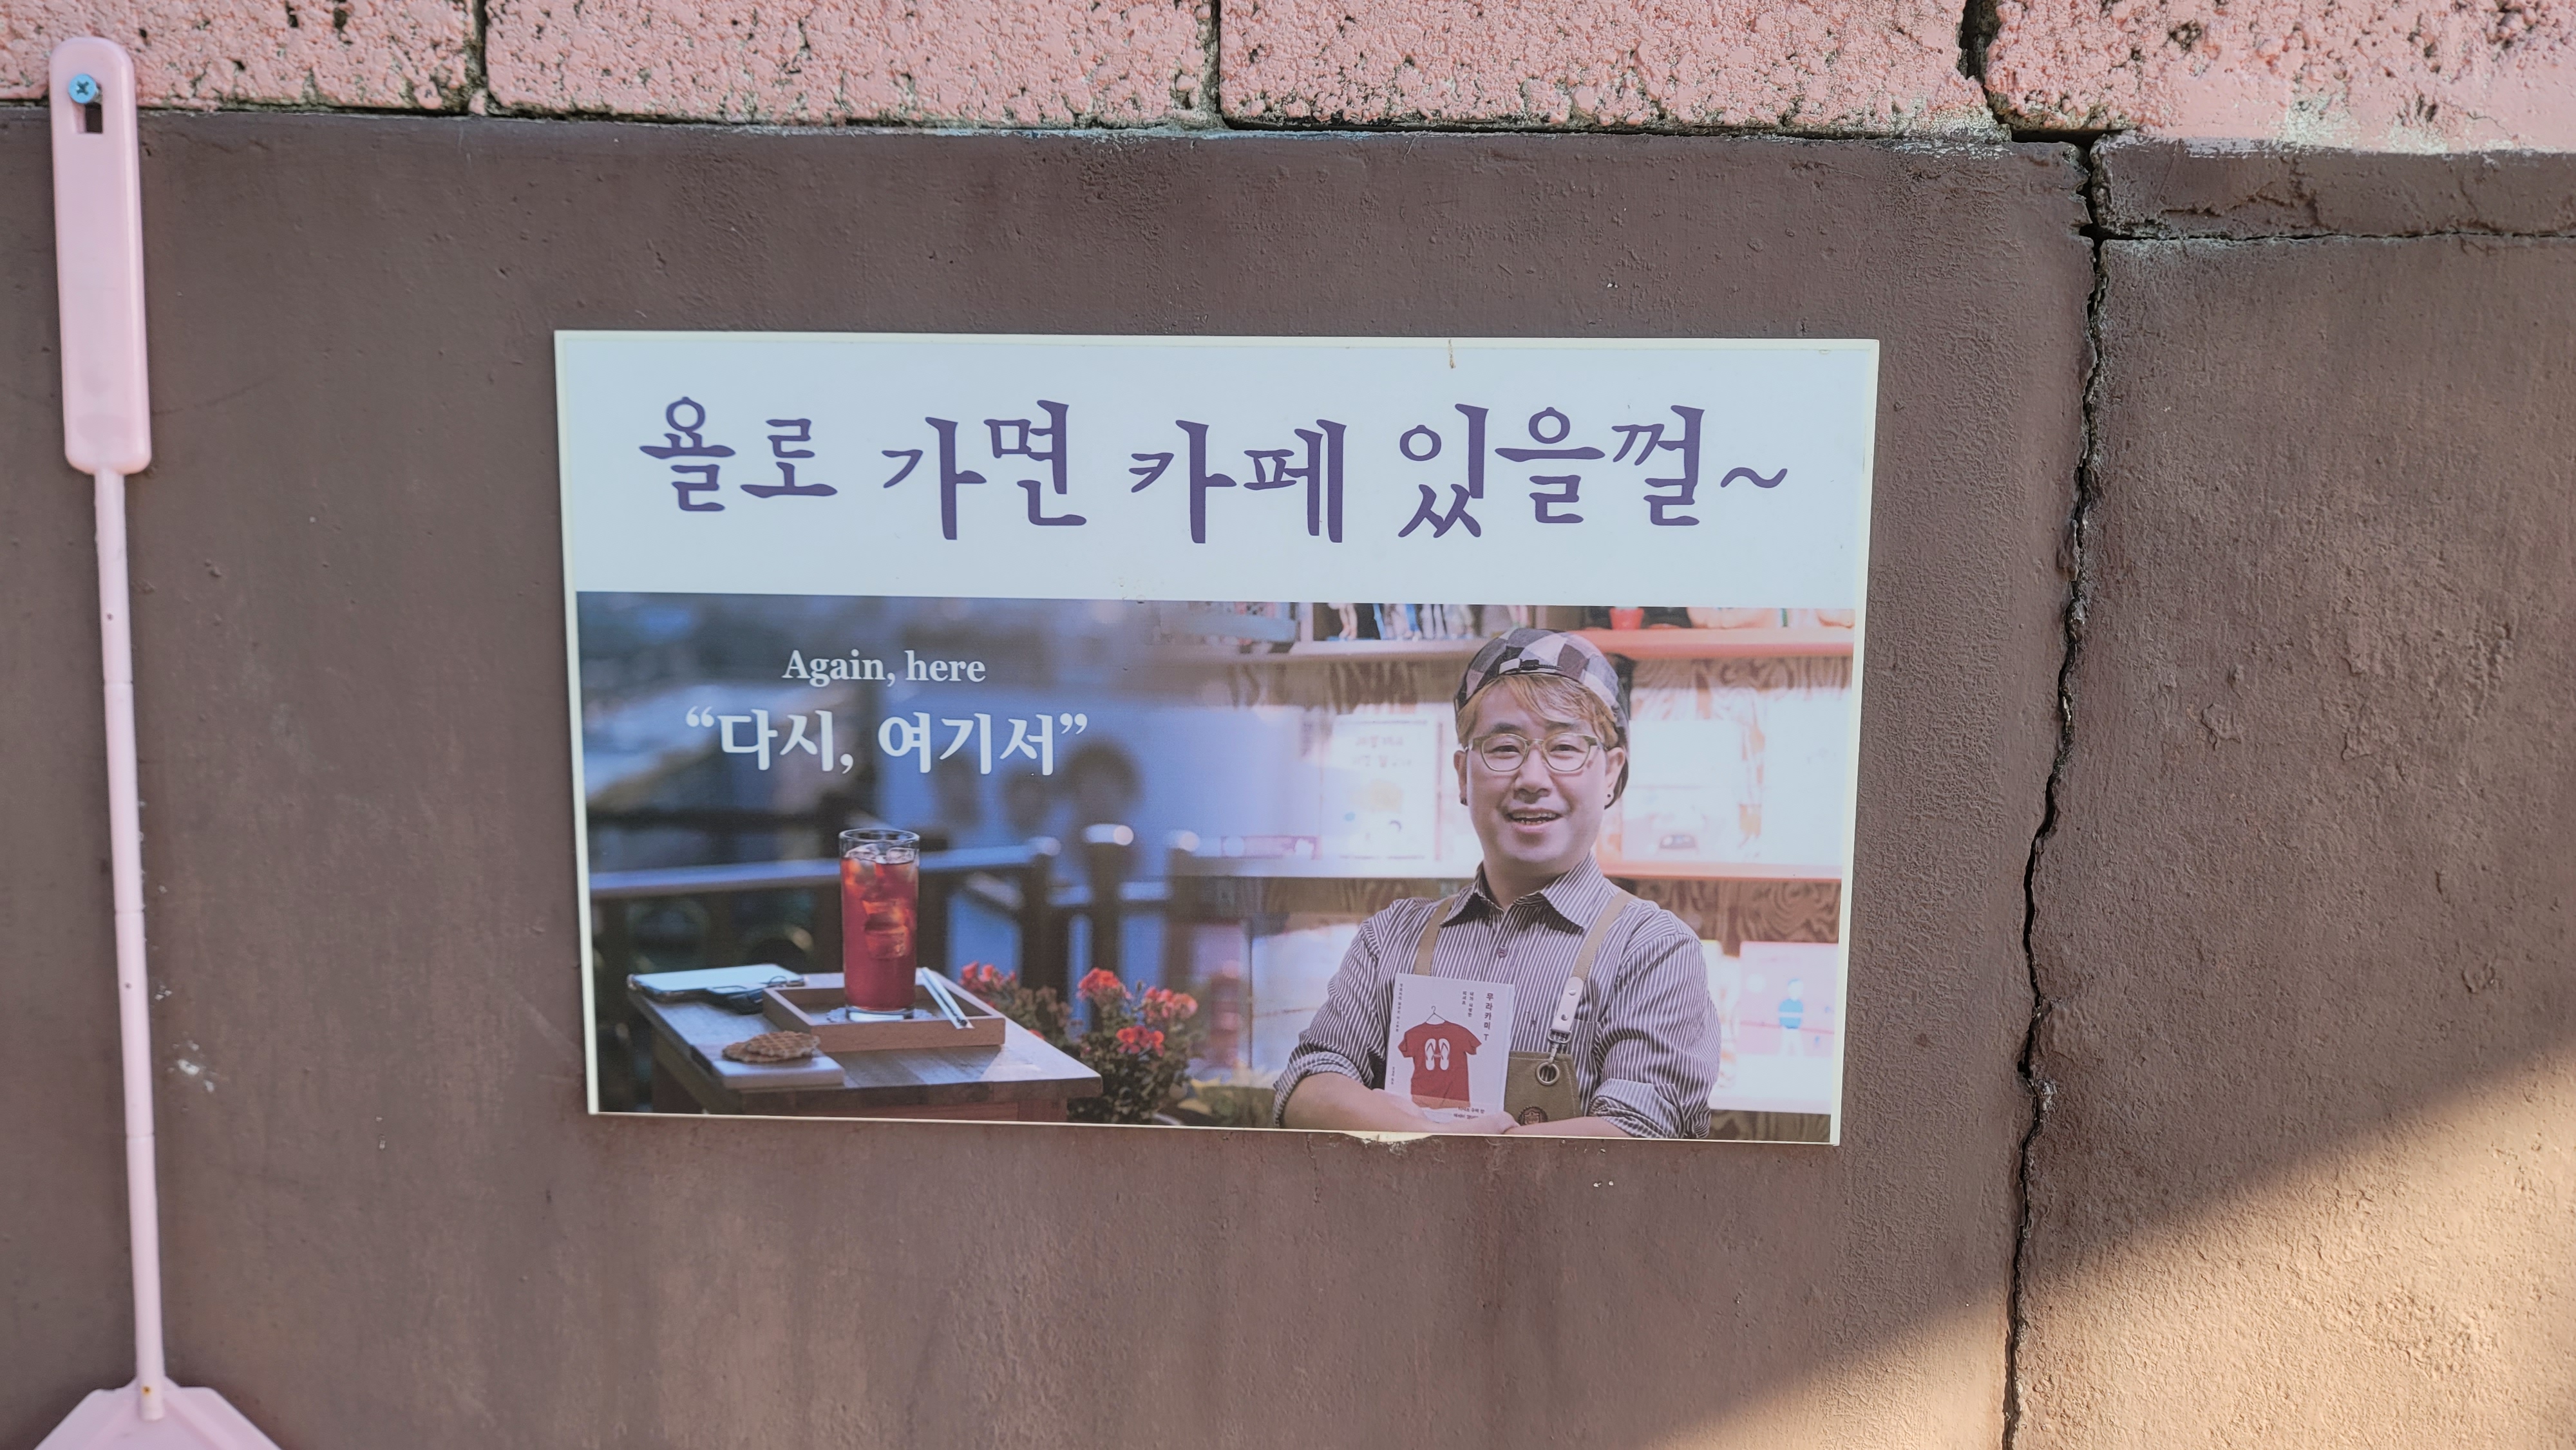 욜로 가면 카페 있을껄~
Again, here
“다시, 여기서”
무라카미 T